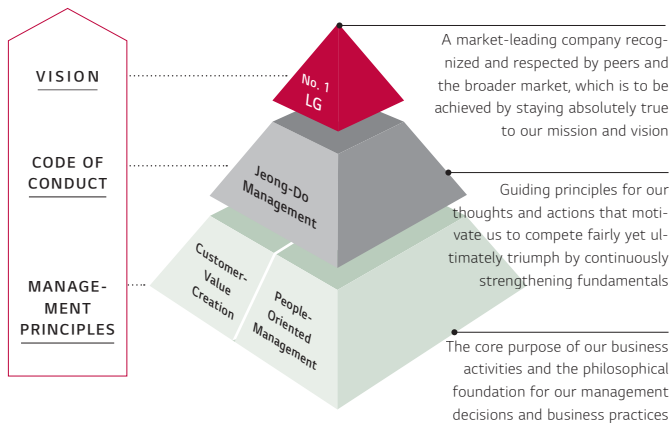 VISION
CODE OF
CONDUCT
MANAGE-
MENT
PRINCIPLES
No. 1
LG
Jeong-Do
Management
Customer-
Value
Creation
People-
Oriented
Management
A market-leading company recog-
nized and respected by peers and
the broader market, which is to be
achieved by staying absolutely true
to our mission and vision
Guiding principles for our
thoughts and actions that moti-
vate us to compete fairly yet ul-
timately triumph by continuously
strengthening fundamentals
The core purpose of our business
activities and the philosophical
foundation for our management
decisions and business practices